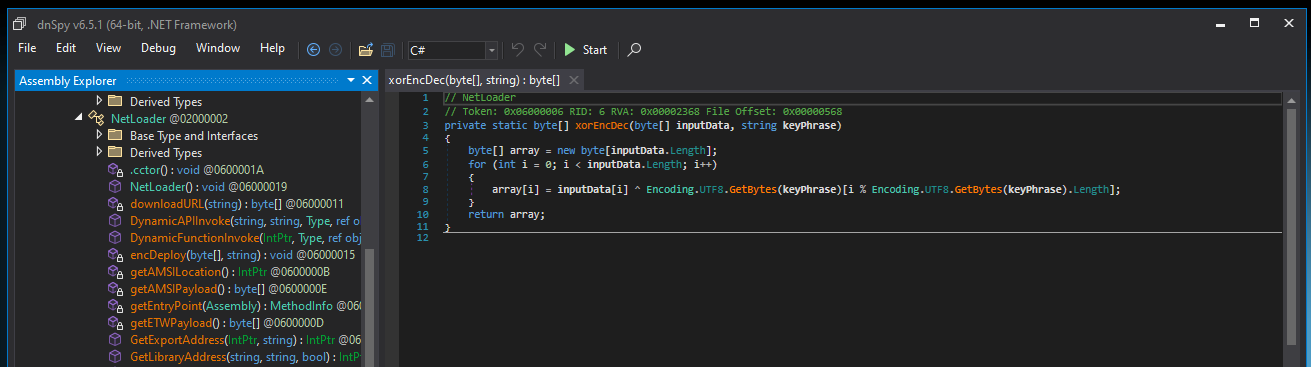 dnSpy v6.5.1 (64-bit, .NET Framework)
File View Debug Window Help C# Start
Assembly Explorer
xorEncDec(byte[], string) : byte[]
Derived Types
NetLoader @02000002
Base Type and Interfaces
Derived Types
.cctor() : void @0600001A
NetLoader() : void @06000019
downloadURL(string) : byte[] @06000011
DynamicAPIInvoke(string, string, Type, ref o
DynamicFunctionInvoke(IntPtr, Type, ref obj
encDeploy(byte[], string) : void @06000015
getAMSILocation() : IntPtr @0600000B
getAMSIPayload() : byte[] @0600000E
getEntryPoint(Assembly) : MethodInfo @060
getETWPayload() : byte[] @0600000D
GetExportAddress(IntPtr, string) : IntPtr @06
GetLibraryAddress(string, string, bool) : IntP
1 // NetLoader
2 // Token: 0x06000006 RID: 6 RVA: 0x00002368 File Offset: 0x00000568
3 private static byte[] xorEncDec(byte[] inputData, string keyPhrase)
4 {
5 byte[] array = new byte[inputData.Length];
6 for (int i = 0; i < inputData.Length; i++)
7 {
8 array[i] = inputData[i] ^ Encoding.UTF8.GetBytes(keyPhrase)[i % Encoding.UTF8.GetBytes(keyPhrase).Length];
9 }
10 return array;
11 }
12